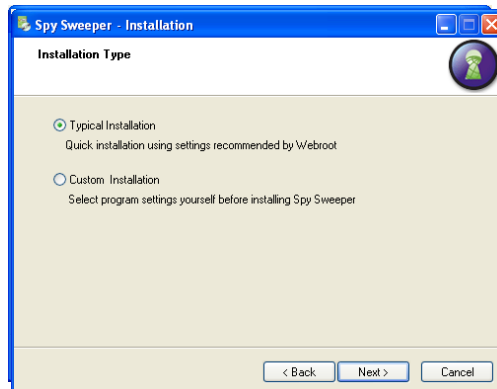 Spy Sweeper - Installation
Installation Type
Typical Installation
Quick installation using settings recommended by Webroot
Custom Installation
Select program settings yourself before installing Spy Sweeper
< Back Next > Cancel